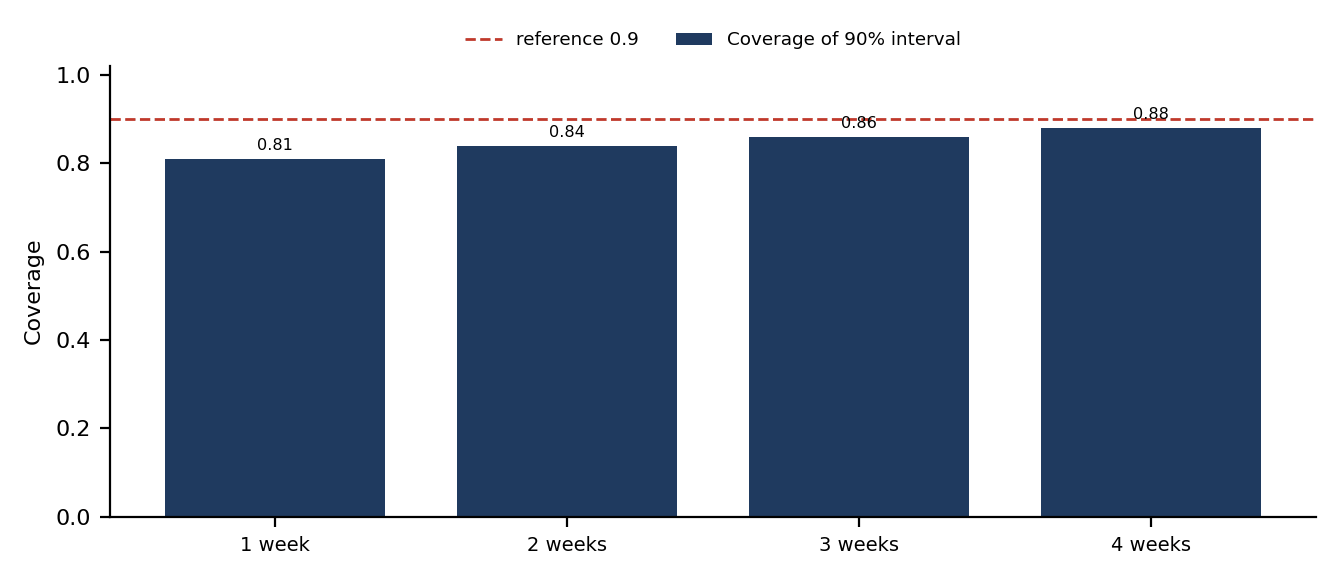 reference 0.9
Coverage of 90% interval
1.0
0.8
0.6
0.4
0.2
0.0
Coverage
0.81
0.84
0.86
0.88
1 week
2 weeks
3 weeks
4 weeks